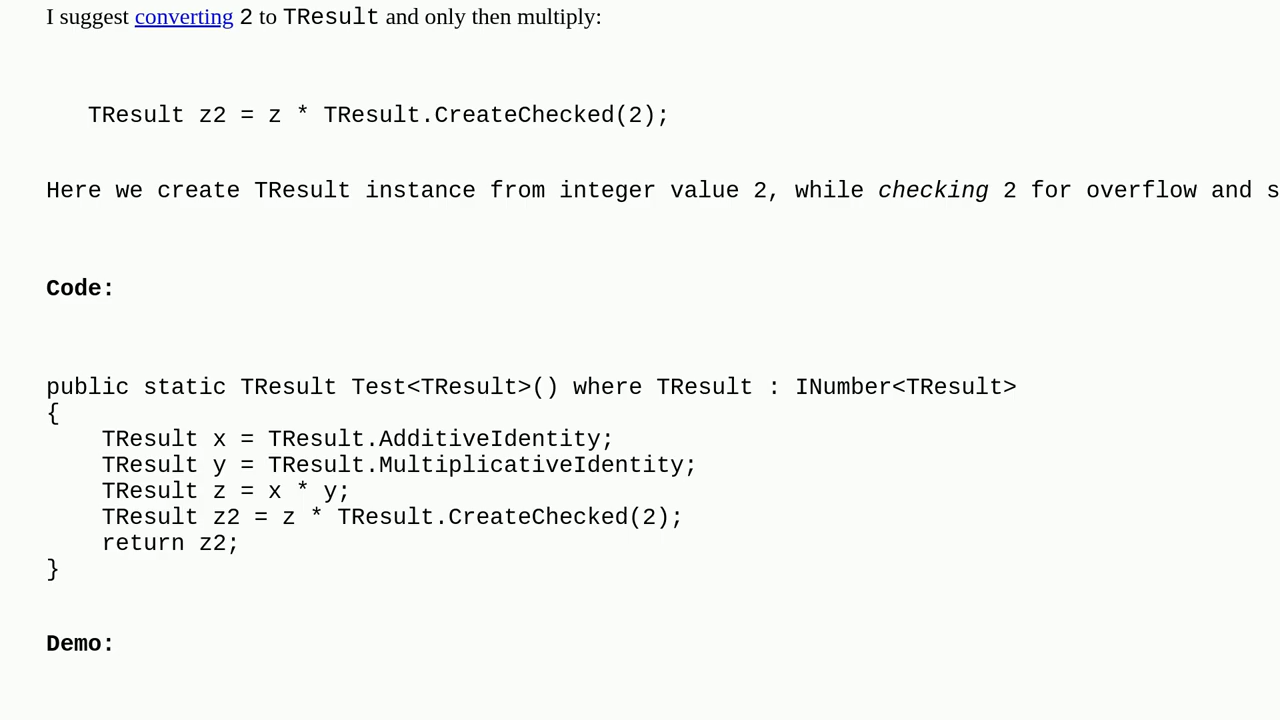 I suggest converting 2 to TResult and only then multiply:
TResult z2 = z * TResult.CreateChecked(2);
Here we create TResult instance from integer value 2, while checking 2 for overflow and s
Code:
public static TResult Test<TResult>() where TResult : INumber<TResult>
{
    TResult x = TResult.AdditiveIdentity;
    TResult y = TResult.MultiplicativeIdentity;
    TResult z = x * y;
    TResult z2 = z * TResult.CreateChecked(2);
    return z2;
}
Demo: